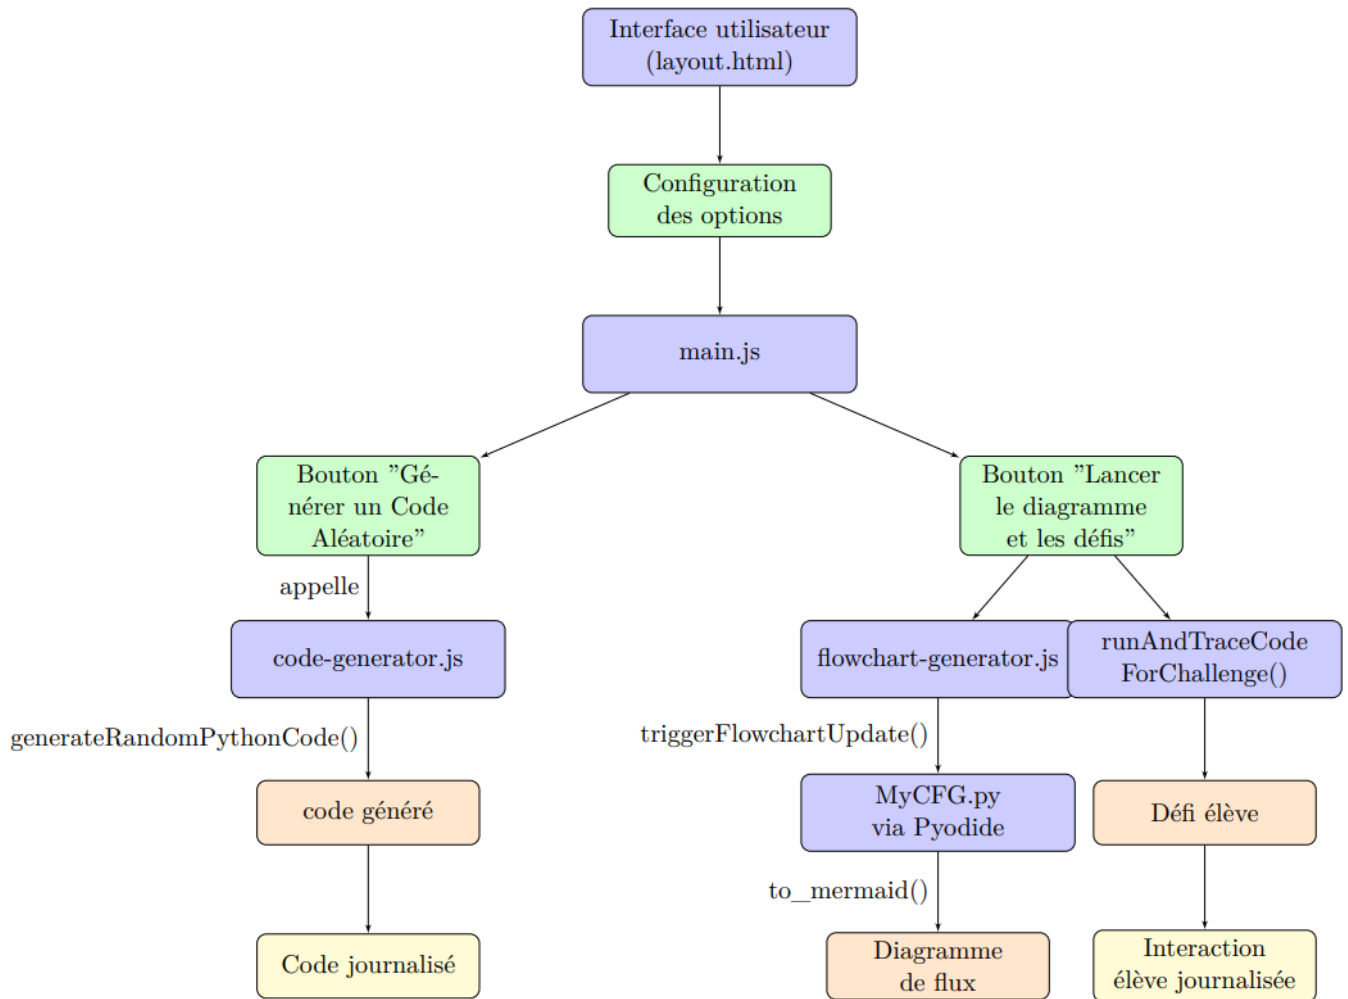 Interface utilisateur
(layout.html)
Configuration
des options
main.js
Bouton ”Gé-
nérer un Code
Aléatoire”
Bouton ”Lancer
le diagramme
et les défis”
appelle
code-generator.js
flowchart-generator.js
runAndTraceCode
ForChallenge()
generateRandomPythonCode()
triggerFlowchartUpdate()
code généré
MyCFG.py
via Pyodide
Défi élève
to_mermaid()
Code journalisé
Diagramme
de flux
Interaction
élève journalisée